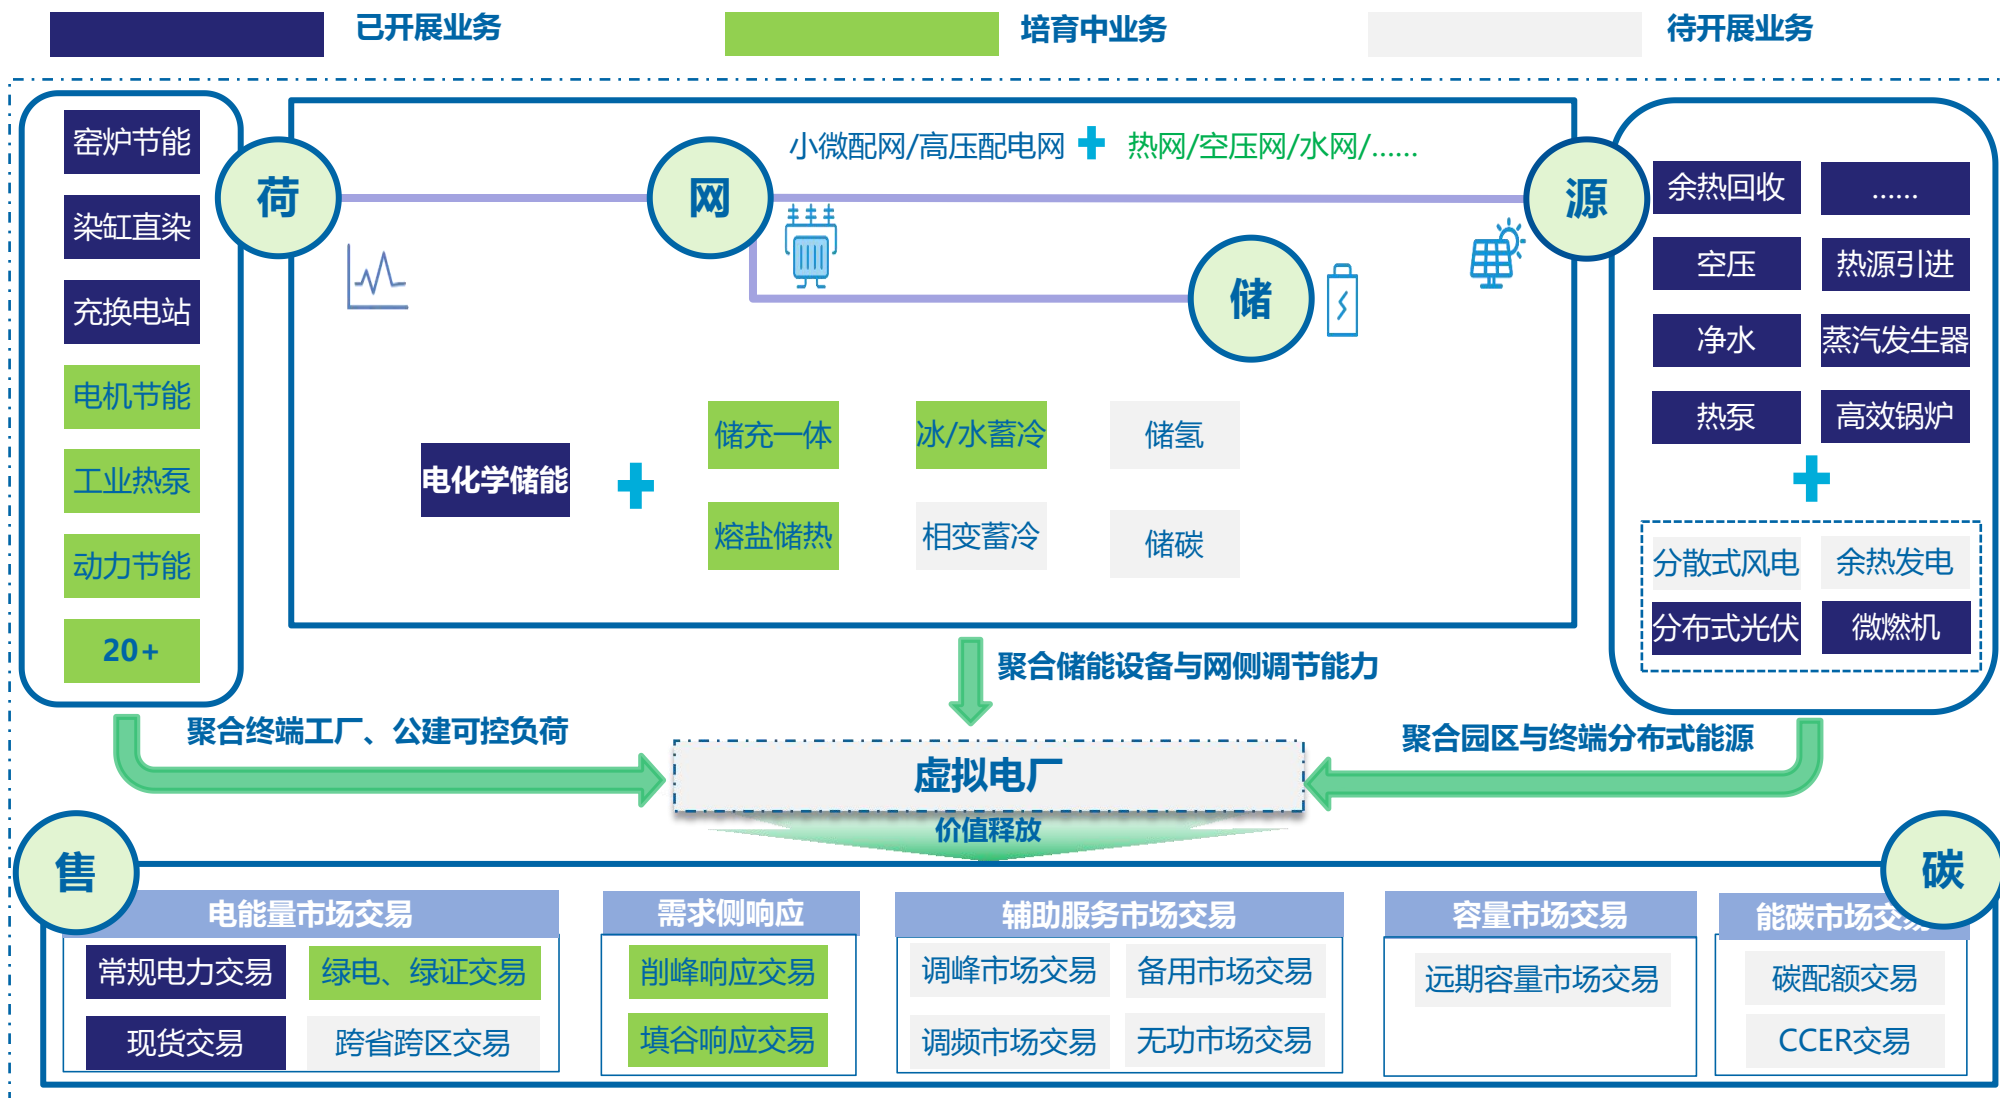 已开展业务
培育中业务
待开展业务
窑炉节能
染缸直染
充换电站
电机节能
工业热泵
动力节能
20+
荷
网
小微配网/高压配电网
热网/空压网/水网/......
储
源
电化学储能
储充一体
冰/水蓄冷
储氢
熔盐储热
相变蓄冷
储碳
余热回收
......
空压
热源引进
净水
蒸汽发生器
热泵
高效锅炉
分散式风电
余热发电
分布式光伏
微燃机
聚合储能设备与网侧调节能力
聚合终端工厂、公建可控负荷
聚合园区与终端分布式能源
虚拟电厂
价值释放
售
碳
电能量市场交易
常规电力交易
绿电、绿证交易
现货交易
跨省跨区交易
需求侧响应
削峰响应交易
填谷响应交易
辅助服务市场交易
调峰市场交易
备用市场交易
调频市场交易
无功市场交易
容量市场交易
远期容量市场交易
能碳市场交易
碳配额交易
CCER交易